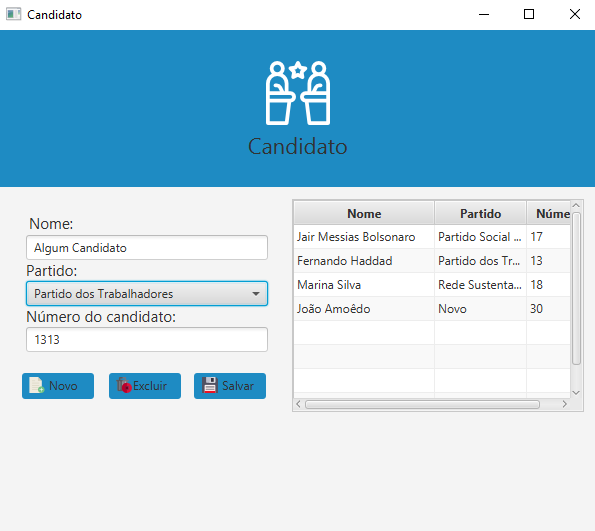 Candidato
Candidato
Nome:
Algum Candidato
Partido:
Partido dos Trabalhadores
Número do candidato:
1313
Novo Excluir Salvar
Nome Partido Núme
Jair Messias Bolsonaro Partido Social ... 17
Fernando Haddad Partido dos Tr... 13
Marina Silva Rede Sustenta... 18
João Amoêdo Novo 30